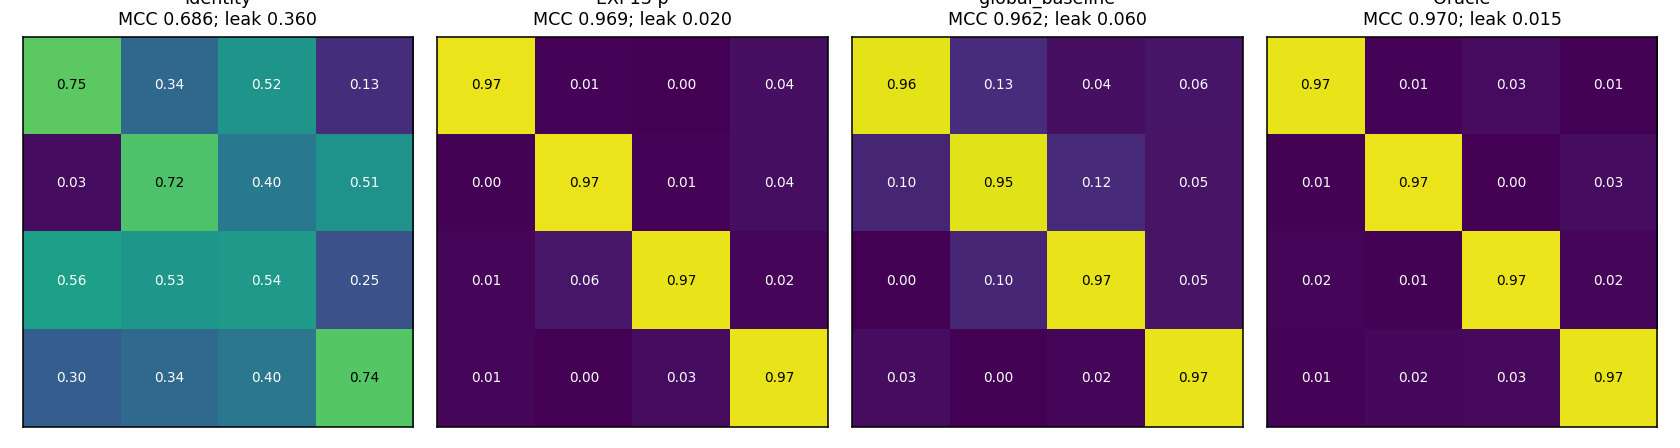 Identity
MCC 0.686; leak 0.360
EXP15-p
MCC 0.969; leak 0.020
global_baseline
MCC 0.962; leak 0.060
Oracle
MCC 0.970; leak 0.015
0.75 0.34 0.52 0.13
0.03 0.72 0.40 0.51
0.56 0.53 0.54 0.25
0.30 0.34 0.40 0.74
0.97 0.01 0.00 0.04
0.00 0.97 0.01 0.04
0.01 0.06 0.97 0.02
0.01 0.00 0.03 0.97
0.96 0.13 0.04 0.06
0.10 0.95 0.12 0.05
0.00 0.10 0.97 0.05
0.03 0.00 0.02 0.97
0.97 0.01 0.03 0.01
0.01 0.97 0.00 0.03
0.02 0.01 0.97 0.02
0.01 0.02 0.03 0.97